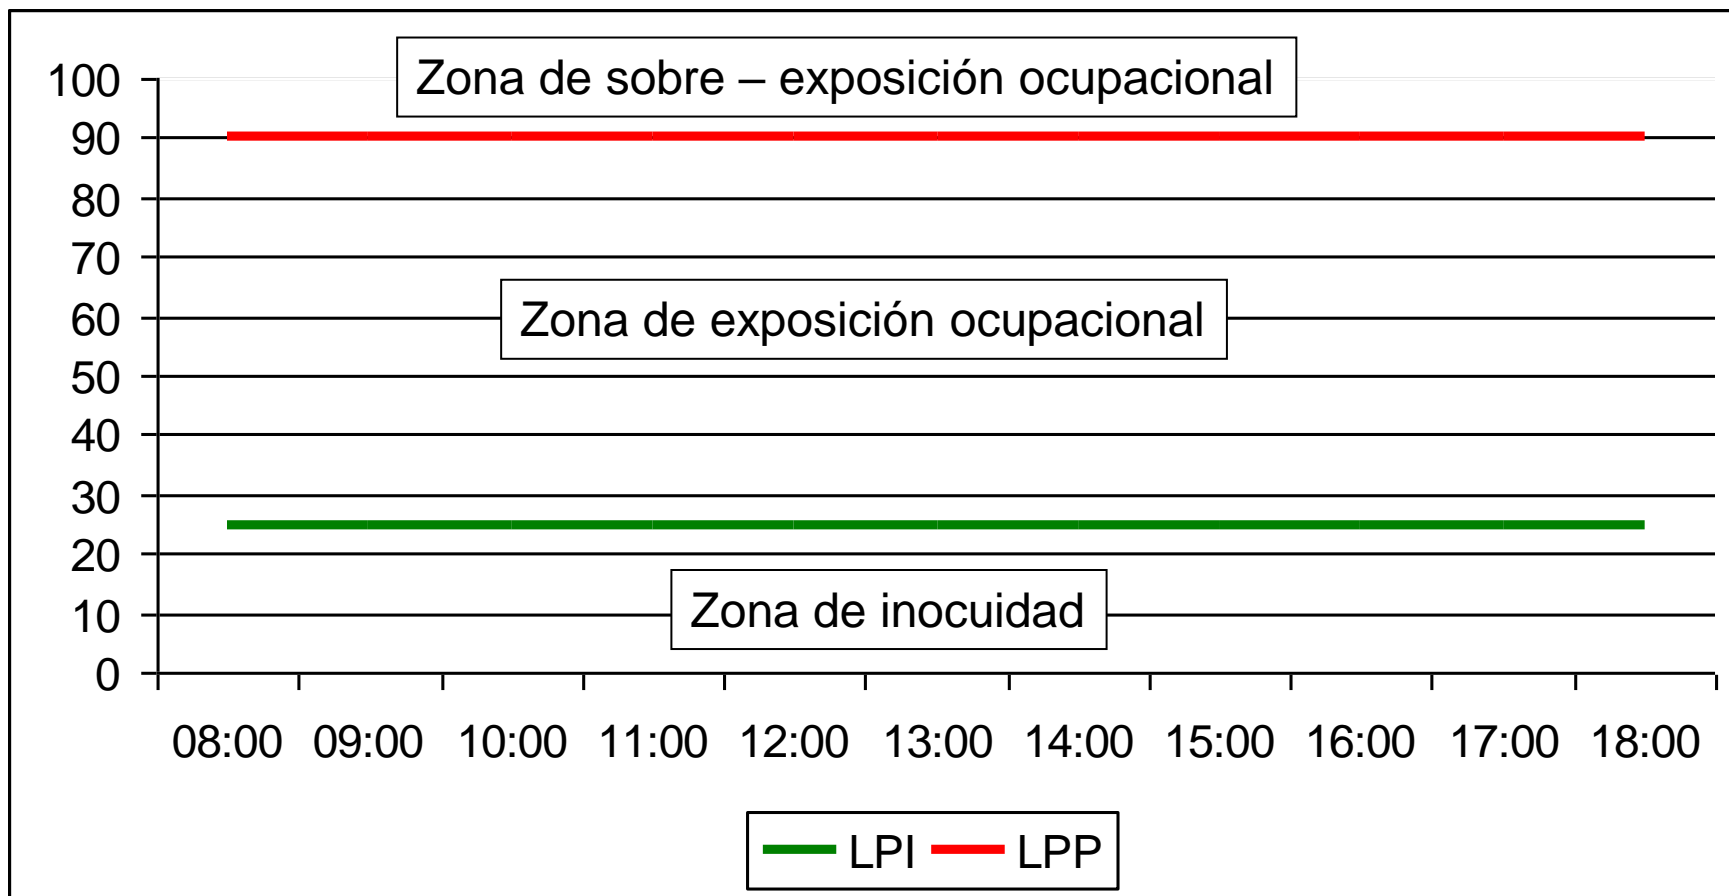 Zona de sobre – exposición ocupacional
100
90
80
70
Zona de exposición ocupacional
60
50
40
30
20
Zona de inocuidad
10
0
08:00 09:00 10:00 11:00 12:00 13:00 14:00 15:00 16:00 17:00 18:00
LPI LPP